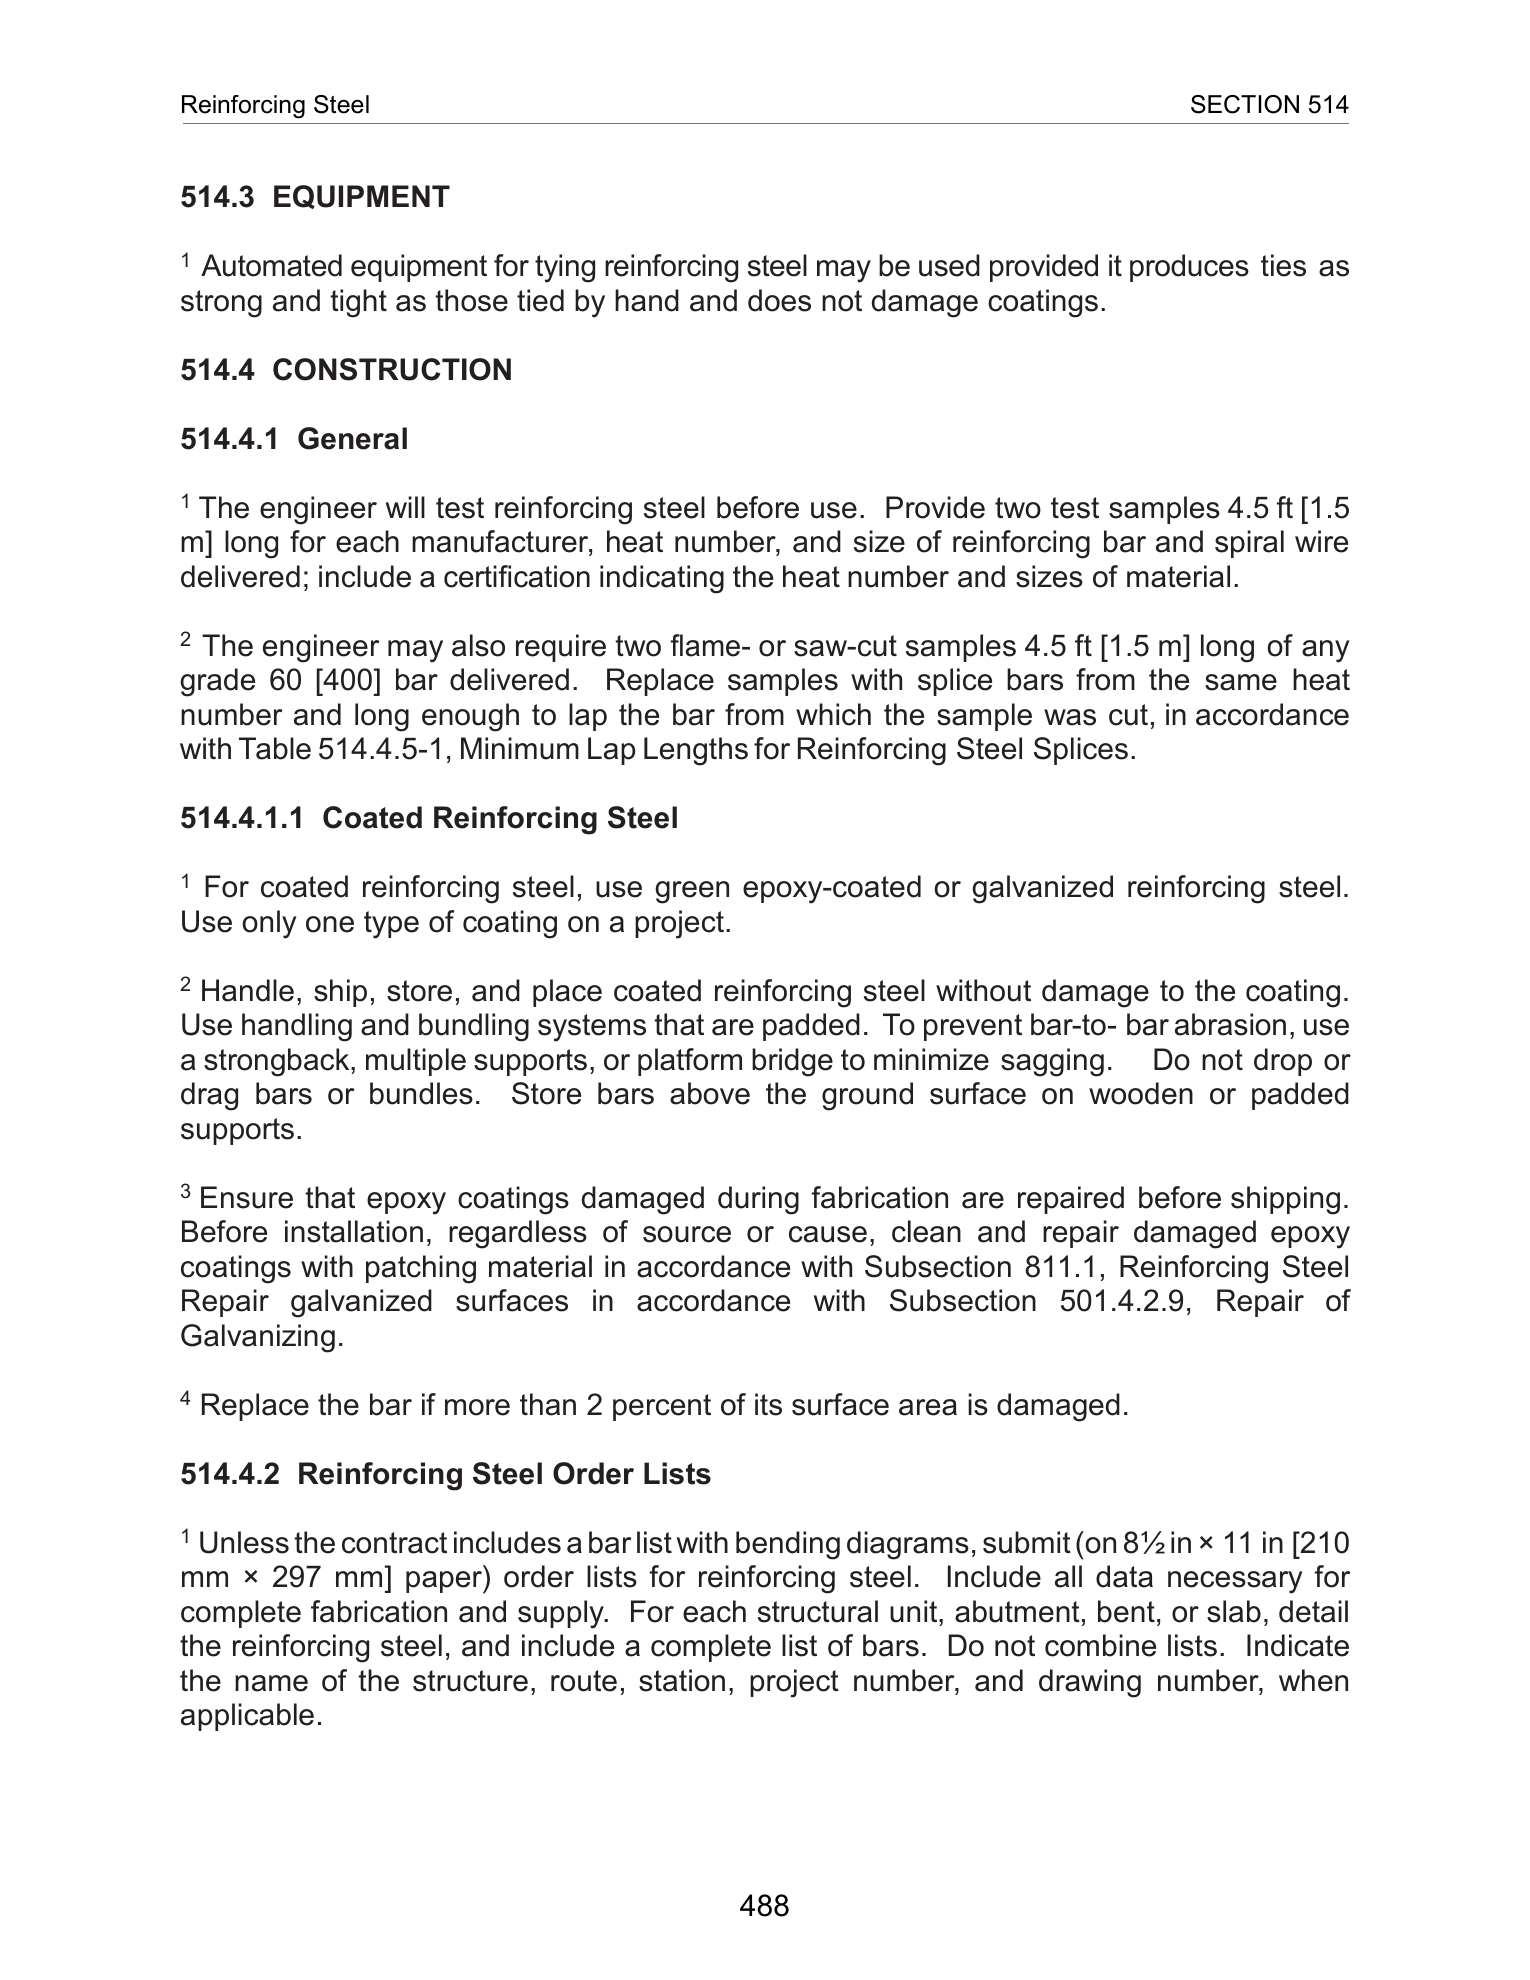 Reinforcing Steel SECTION 514
514.3 EQUIPMENT
1 Automated equipment for tying reinforcing steel may be used provided it produces ties as
strong and tight as those tied by hand and does not damage coatings.
514.4 CONSTRUCTION
514.4.1 General
1 The engineer will test reinforcing steel before use. Provide two test samples 4.5 ft [1.5
m] long for each manufacturer, heat number, and size of reinforcing bar and spiral wire
delivered; include a certification indicating the heat number and sizes of material.
2 The engineer may also require two flame- or saw-cut samples 4.5 ft [1.5 m] long of any
grade 60 [400] bar delivered. Replace samples with splice bars from the same heat
number and long enough to lap the bar from which the sample was cut, in accordance
with Table 514.4.5-1, Minimum Lap Lengths for Reinforcing Steel Splices.
514.4.1.1 Coated Reinforcing Steel
1 For coated reinforcing steel, use green epoxy-coated or galvanized reinforcing steel.
Use only one type of coating on a project.
2 Handle, ship, store, and place coated reinforcing steel without damage to the coating.
Use handling and bundling systems that are padded. To prevent bar-to- bar abrasion, use
a strongback, multiple supports, or platform bridge to minimize sagging. Do not drop or
drag bars or bundles. Store bars above the ground surface on wooden or padded
supports.
3 Ensure that epoxy coatings damaged during fabrication are repaired before shipping.
Before installation, regardless of source or cause, clean and repair damaged epoxy
coatings with patching material in accordance with Subsection 811.1, Reinforcing Steel
Repair galvanized surfaces in accordance with Subsection 501.4.2.9, Repair of
Galvanizing.
4 Replace the bar if more than 2 percent of its surface area is damaged.
514.4.2 Reinforcing Steel Order Lists
1 Unless the contract includes a bar list with bending diagrams, submit (on 8½ in × 11 in [210
mm × 297 mm] paper) order lists for reinforcing steel. Include all data necessary for
complete fabrication and supply. For each structural unit, abutment, bent, or slab, detail
the reinforcing steel, and include a complete list of bars. Do not combine lists. Indicate
the name of the structure, route, station, project number, and drawing number, when
applicable.
488